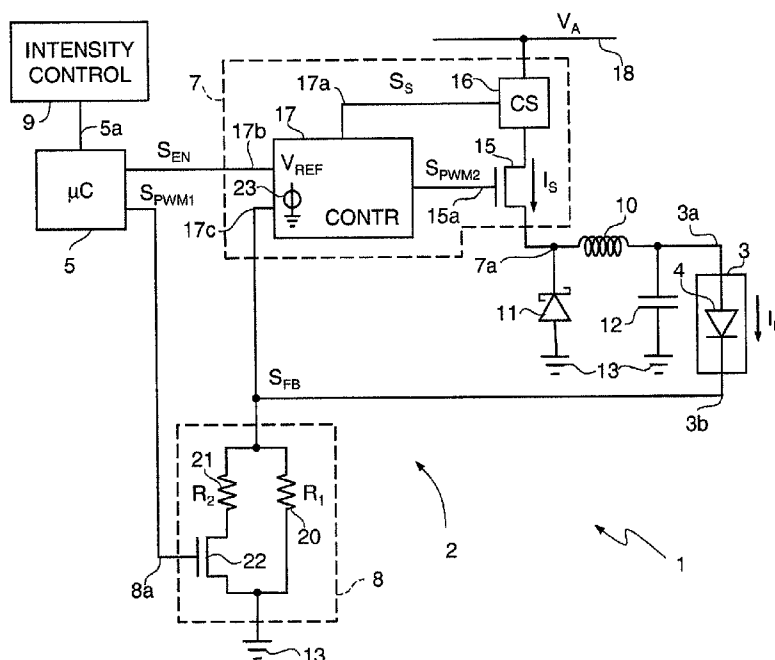 INTENSITY
CONTROL
9
5a
µC
5
S_EN
S_PWM1
7
17a
S_S
16
CS
V_A
18
17
17b
V_REF
23
17c
CONTR
S_PWM2
15
15a
I_S
7a
10
3a
3
4
11
12
13
3b
S_FB
21
R_2
R_1
20
22
8a
8
13
2
1